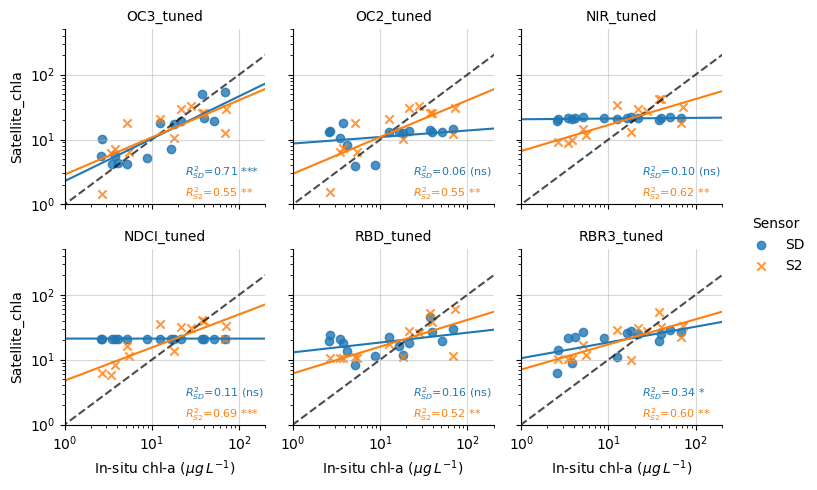 OC3_tuned
OC2_tuned
NIR_tuned
Satellite_chla
10²
10¹
10⁰
R²SD=0.71 ***
R²S2=0.55 **
R²SD=0.06 (ns)
R²S2=0.55 **
R²SD=0.10 (ns)
R²S2=0.62 **
Sensor
SD
S2
NDCI_tuned
RBD_tuned
RBR3_tuned
Satellite_chla
10²
10¹
10⁰
R²SD=0.11 (ns)
R²S2=0.69 ***
R²SD=0.16 (ns)
R²S2=0.52 **
R²SD=0.34 *
R²S2=0.60 **
10⁰ 10¹ 10²
10⁰ 10¹ 10²
10⁰ 10¹ 10²
In-situ chl-a (μg L⁻¹)
In-situ chl-a (μg L⁻¹)
In-situ chl-a (μg L⁻¹)